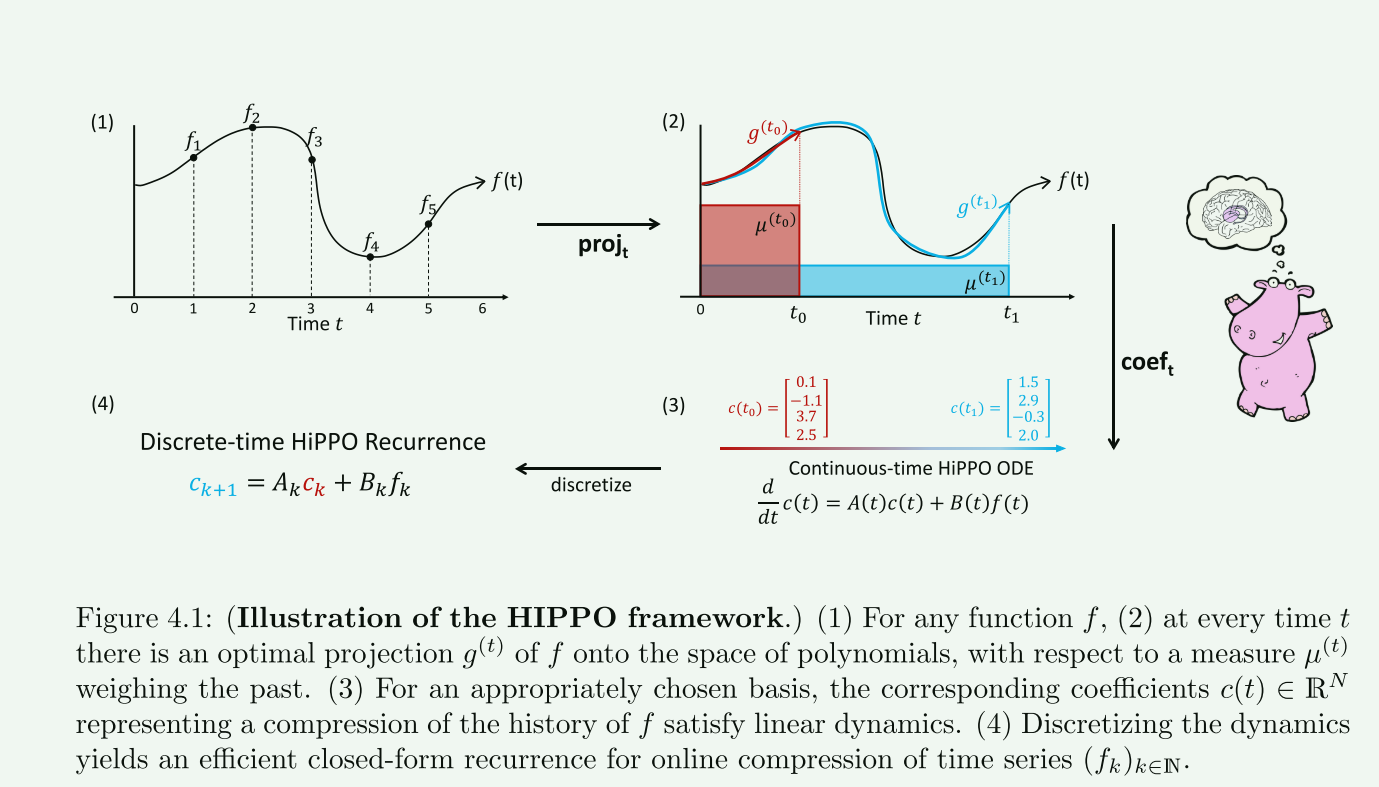 (1)
f₁
f₂
f₃
f₄
f₅
f(t)
0 1 2 3 4 5 6
Time t
proj_t
(2)
g^(t₀)
f(t)
g^(t₁)
μ^(t₀)
μ^(t₁)
0 t₀ Time t t₁
coef_t
(3)
c(t₀) = [0.1 −1.1 3.7 2.5]
c(t₁) = [1.5 2.9 −0.3 2.0]
Continuous-time HiPPO ODE
d/dt c(t) = A(t)c(t) + B(t)f(t)
discretize
(4)
Discrete-time HiPPO Recurrence
c_{k+1} = A_k c_k + B_k f_k
Figure 4.1: (Illustration of the HIPPO framework.) (1) For any function f, (2) at every time t
there is an optimal projection g^(t) of f onto the space of polynomials, with respect to a measure μ^(t)
weighing the past. (3) For an appropriately chosen basis, the corresponding coefficients c(t) ∈ ℝ^N
representing a compression of the history of f satisfy linear dynamics. (4) Discretizing the dynamics
yields an efficient closed-form recurrence for online compression of time series (f_k)_{k∈ℕ}.